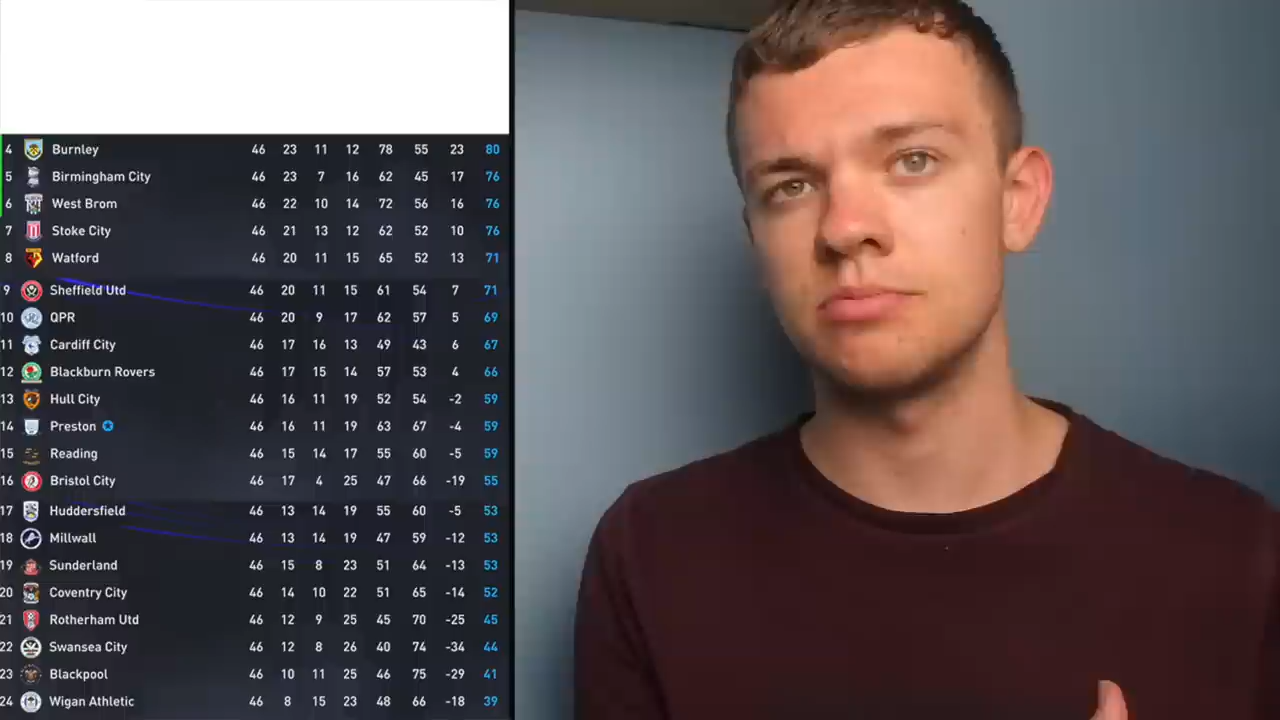 4 Burnley 46 23 11 12 78 55 23 80
5 Birmingham City 46 23 7 16 62 45 17 76
6 West Brom 46 22 10 14 72 56 16 76
7 Stoke City 46 21 13 12 62 52 10 76
8 Watford 46 20 11 15 65 52 13 71
9 Sheffield Utd 46 20 11 15 61 54 7 71
10 QPR 46 20 9 17 62 57 5 69
11 Cardiff City 46 17 16 13 49 43 6 67
12 Blackburn Rovers 46 17 15 14 57 53 4 66
13 Hull City 46 16 11 19 52 54 -2 59
14 Preston 46 16 11 19 63 67 -4 59
15 Reading 46 15 14 17 55 60 -5 59
16 Bristol City 46 17 4 25 47 66 -19 55
17 Huddersfield 46 13 14 19 55 60 -5 53
18 Millwall 46 13 14 19 47 59 -12 53
19 Sunderland 46 15 8 23 51 64 -13 53
20 Coventry City 46 14 10 22 51 65 -14 52
21 Rotherham Utd 46 12 9 25 45 70 -25 45
22 Swansea City 46 12 8 26 40 74 -34 44
23 Blackpool 46 10 11 25 46 75 -29 41
24 Wigan Athletic 46 8 15 23 48 66 -18 39